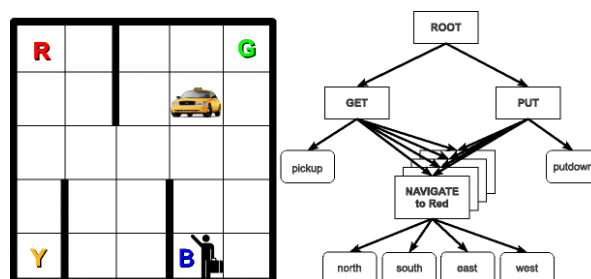 R G
Y B
ROOT
GET PUT
pickup putdown
NAVIGATE
to Red
north south east west